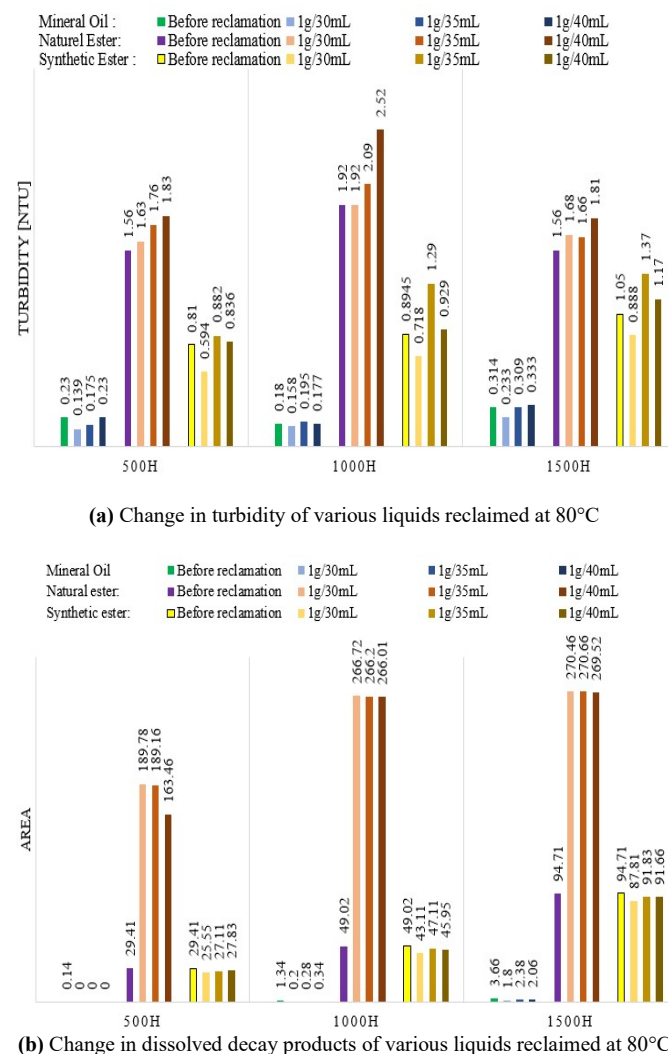 Mineral Oil : Before reclamation 1g/30mL 1g/35mL 1g/40mL
Naturel Ester: Before reclamation 1g/30mL 1g/35mL 1g/40mL
Synthetic Ester : Before reclamation 1g/30mL 1g/35mL 1g/40mL
TURBIDITY [NTU]
0.23 0.139 0.175 0.23 1.56 1.63 1.76 1.83 0.81 0.594 0.882 0.836
0.18 0.158 0.195 0.177 1.92 1.92 2.09 2.52 0.8945 0.718 1.29 0.929
0.314 0.233 0.309 0.333 1.56 1.68 1.66 1.81 1.05 0.888 1.37 1.17
500H 1000H 1500H
(a) Change in turbidity of various liquids reclaimed at 80°C
Mineral Oil Before reclamation 1g/30mL 1g/35mL 1g/40mL
Natural ester: Before reclamation 1g/30mL 1g/35mL 1g/40mL
Synthetic ester: Before reclamation 1g/30mL 1g/35mL 1g/40mL
AREA
0.14 0 0 0 29.41 189.78 189.16 163.46 29.41 25.55 27.11 27.83
1.34 0.2 0.28 0.34 49.02 266.72 266.2 266.01 49.02 43.11 47.11 45.95
3.66 1.8 2.38 2.06 94.71 270.46 270.66 269.52 94.71 87.81 91.83 91.66
500H 1000H 1500H
(b) Change in dissolved decay products of various liquids reclaimed at 80°C